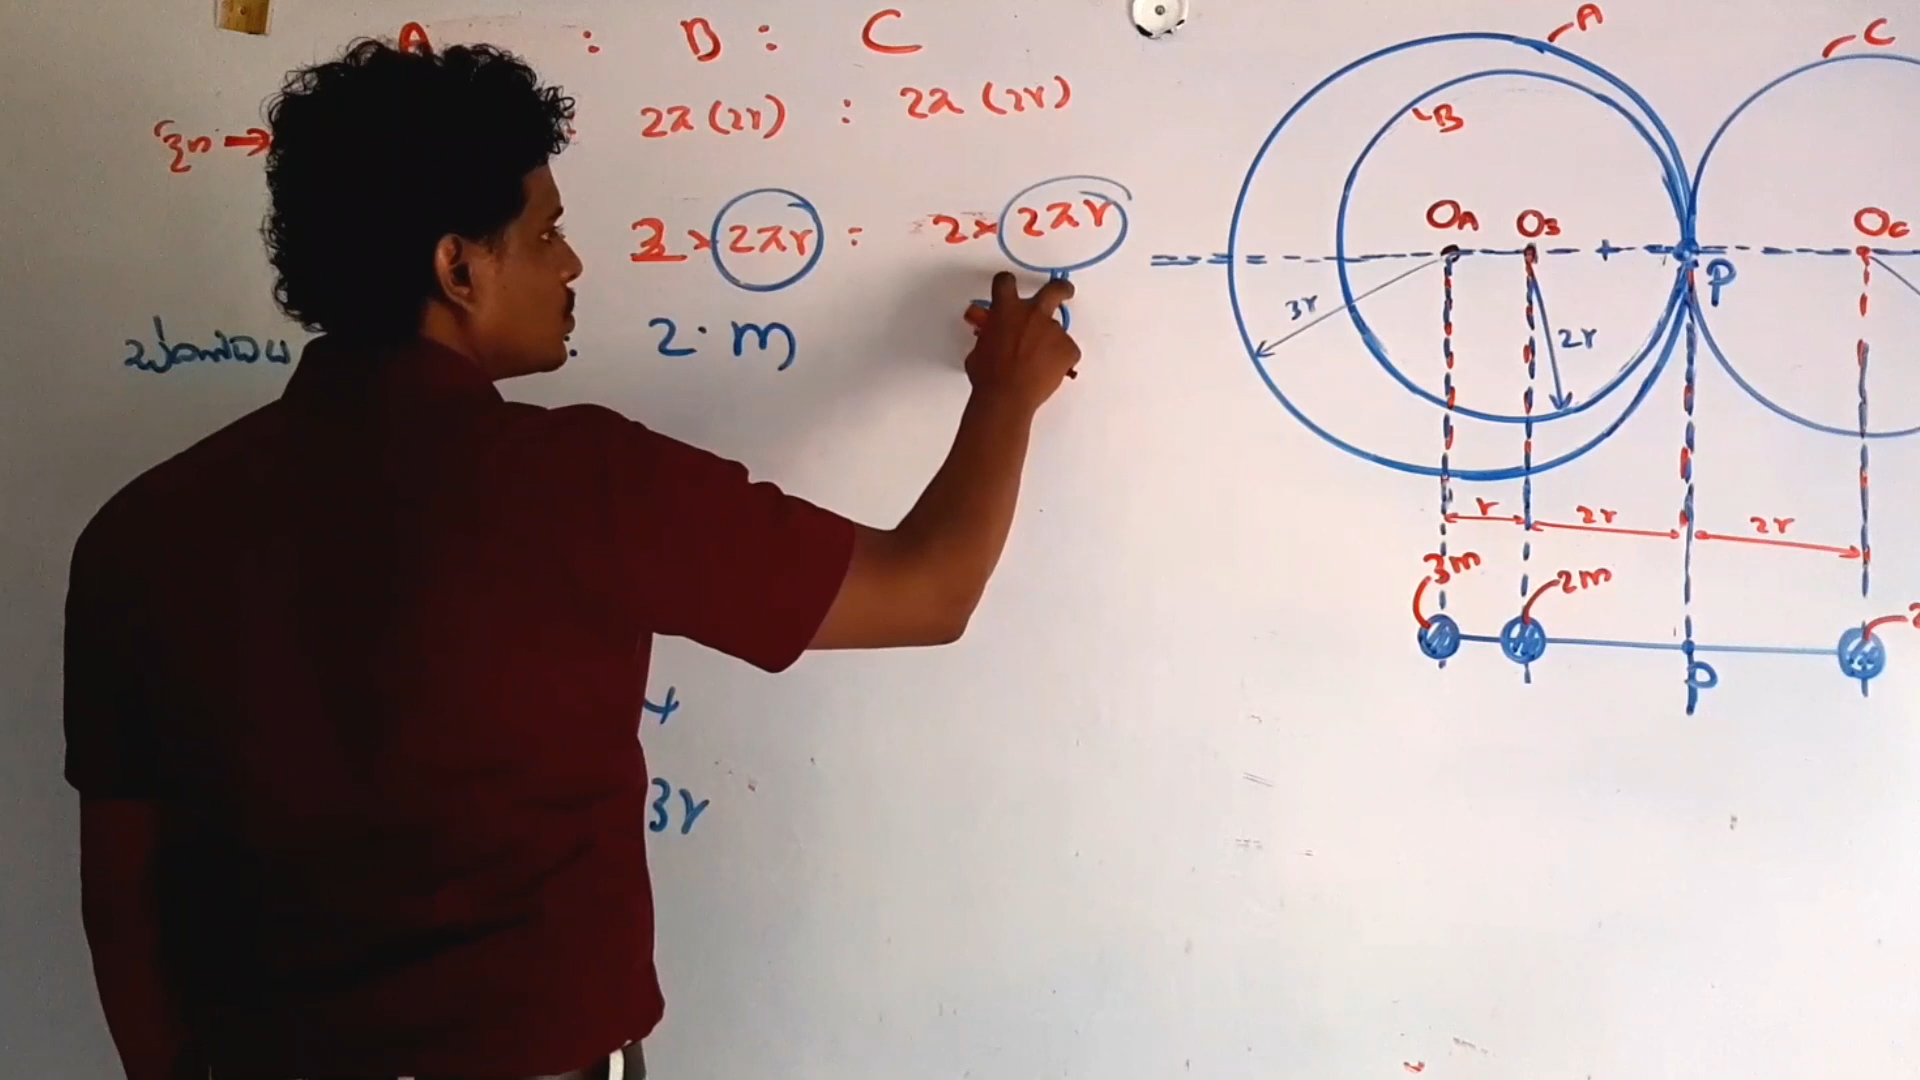 A : B : C
2π(2r) : 2π(2r)
2 × 2πr : 2 × 2πr
2 · m
3r
A
C
B
OA OB OC
P
3r
2r
r 2r 2r
3m 2m 2
P